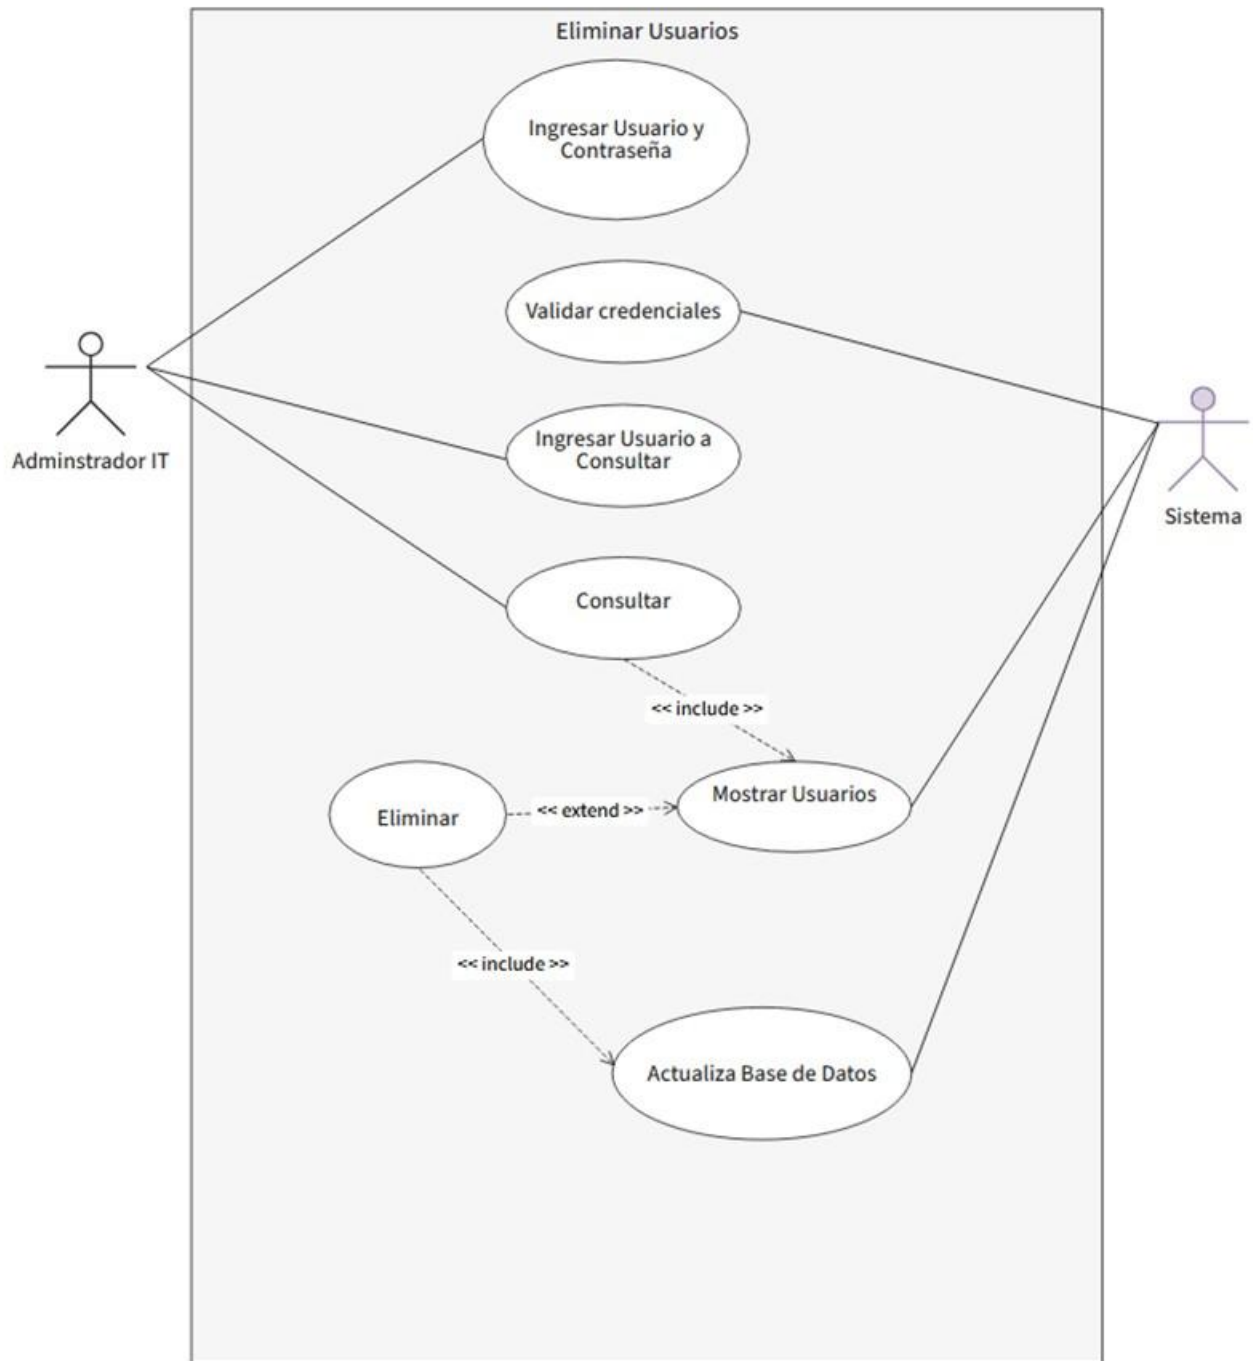 Eliminar Usuarios
Ingresar Usuario y
Contraseña
Validar credenciales
Ingresar Usuario a
Consultar
Adminstrador IT
Sistema
Consultar
<< include >>
Mostrar Usuarios
<< extend >>
Eliminar
<< include >>
Actualiza Base de Datos